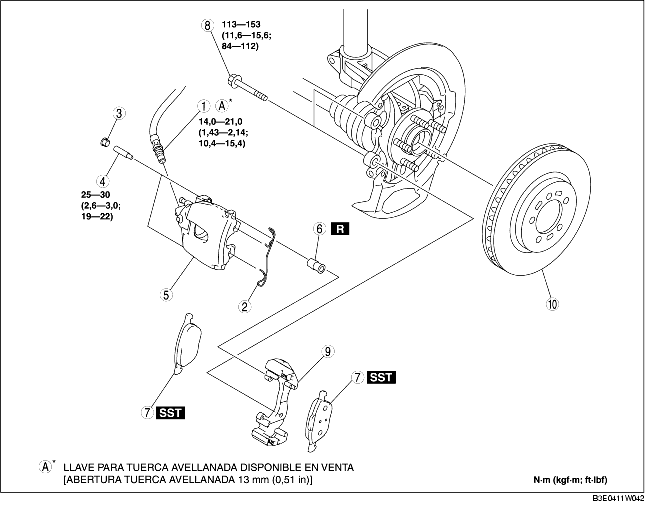 8 113—153
(11,6—15,6;
84—112)
1 A*
14,0—21,0
(1,43—2,14;
10,4—15,4)
3
4
25—30
(2,6—3,0;
19—22)
6 R
5
2
10
9
7 SST
7 SST
A* LLAVE PARA TUERCA AVELLANADA DISPONIBLE EN VENTA
[ABERTURA TUERCA AVELLANADA 13 mm (0,51 in)]
N·m (kgf·m; ft·lbf)
B3E0411W042